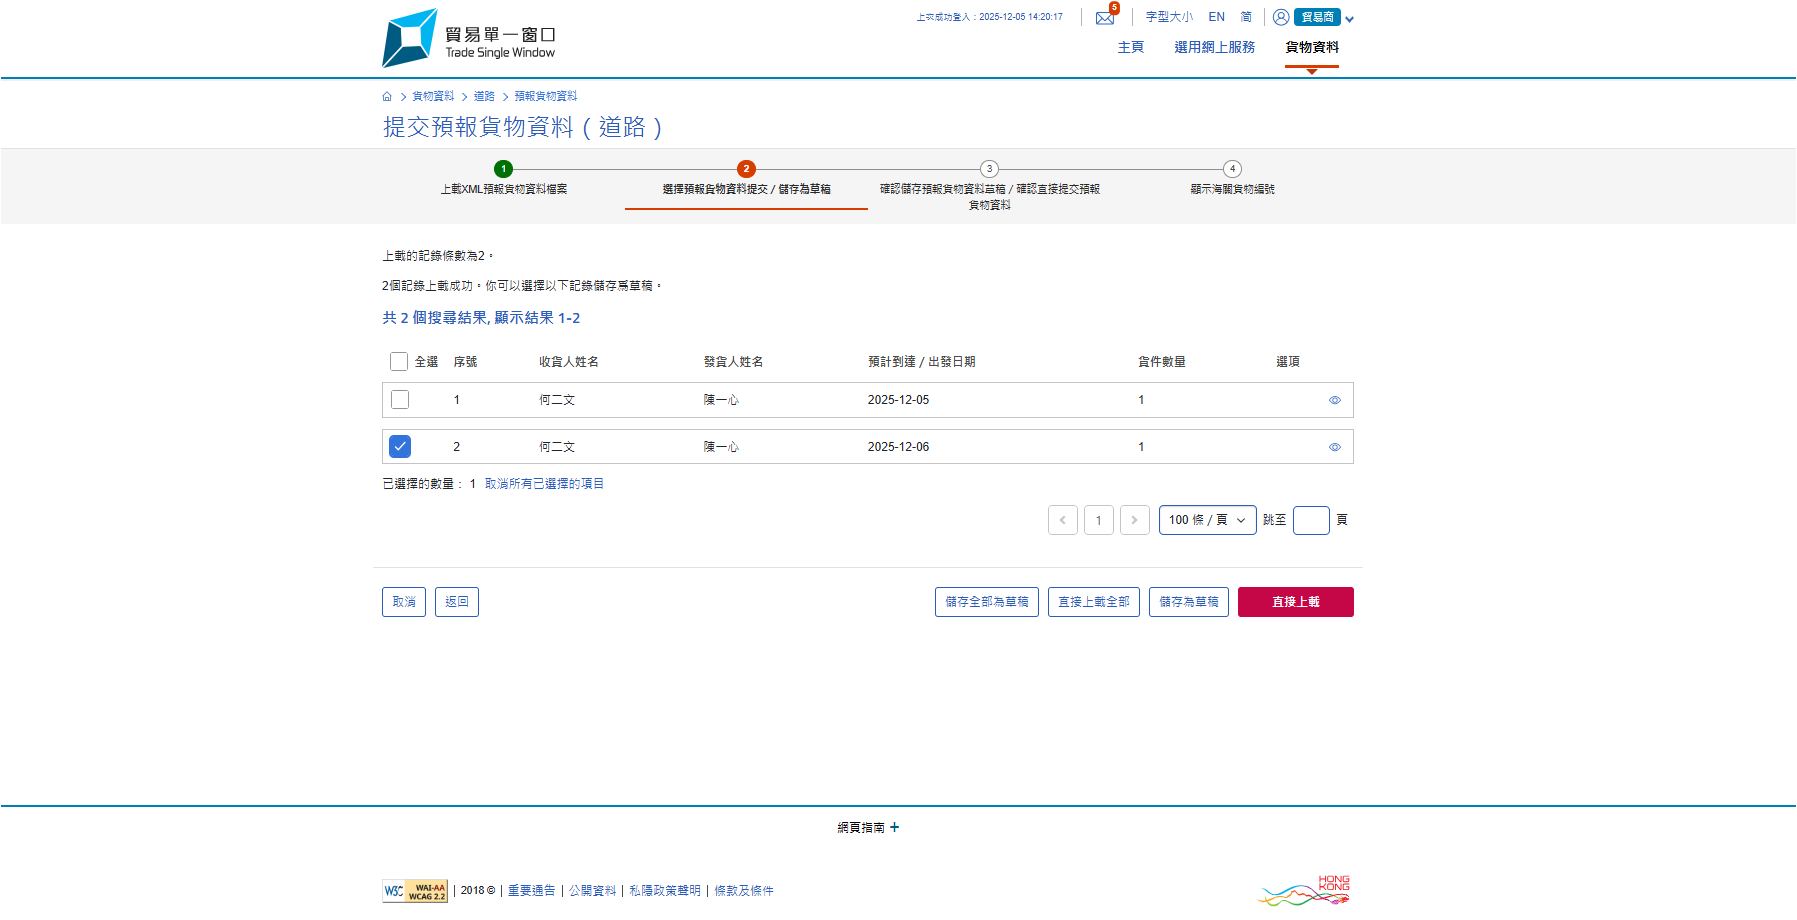 貿易單一窗口
Trade Single Window
上次成功登入：2025-12-05 14:20:17
5
字型大小 EN 简 貿易商
主頁 選用網上服務 貨物資料
貨物資料 > 道路 > 預報貨物資料
提交預報貨物資料（道路）
1 2 3 4
上載XML預報貨物資料檔案
選擇預報貨物資料提交 / 儲存為草稿
確認儲存預報貨物資料草稿 / 確認直接提交預報
貨物資料
顯示海關貨物編號
上載的記錄條數為2。
2個記錄上載成功。你可以選擇以下記錄儲存爲草稿。
共 2 個搜尋結果, 顯示結果 1-2
全選 序號 收貨人姓名 發貨人姓名 預計到達 / 出發日期 貨件數量 選項
1 何二文 陳一心 2025-12-05 1
2 何二文 陳一心 2025-12-06 1
已選擇的數量： 1 取消所有已選擇的項目
< 1 > 100 條 / 頁 跳至 頁
取消 返回 儲存全部為草稿 直接上載全部 儲存為草稿 直接上載
網頁指南 +
W3C WAI-AA
WCAG 2.2
| 2018 © | 重要通告 | 公開資料 | 私隱政策聲明 | 條款及條件
HONG
KONG